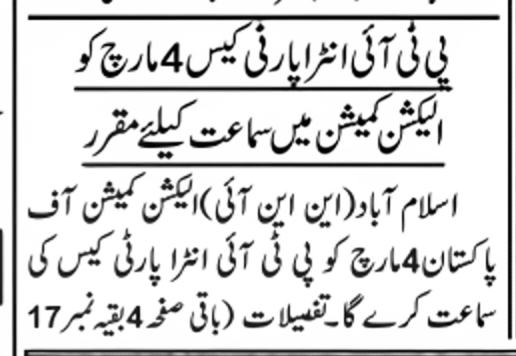 پی ٹی آئی انٹرا پارٹی کیس 4 مارچ کو
الیکشن کمیشن میں سماعت کیلئے مقرر
اسلام آباد (این این آئی) الیکشن کمیشن آف
پاکستان 4 مارچ کو پی ٹی آئی انٹرا پارٹی کیس کی
سماعت کرے گا۔ تفصیلات (باقی صفحہ 4 بقیہ نمبر 17